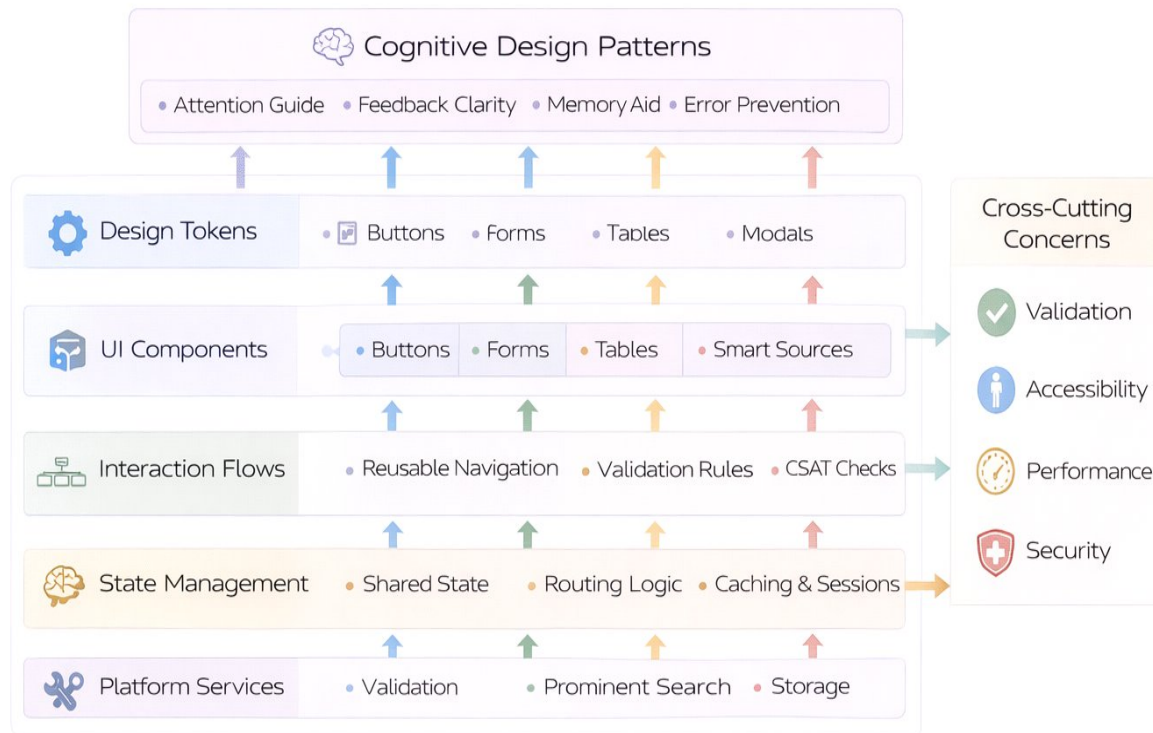 Cognitive Design Patterns
• Attention Guide • Feedback Clarity • Memory Aid • Error Prevention
Design Tokens
• Buttons • Forms • Tables • Modals
UI Components
• Buttons • Forms • Tables • Smart Sources
Interaction Flows
• Reusable Navigation • Validation Rules • CSAT Checks
State Management
• Shared State • Routing Logic • Caching & Sessions
Platform Services
• Validation • Prominent Search • Storage
Cross-Cutting
Concerns
Validation
Accessibility
Performance
Security